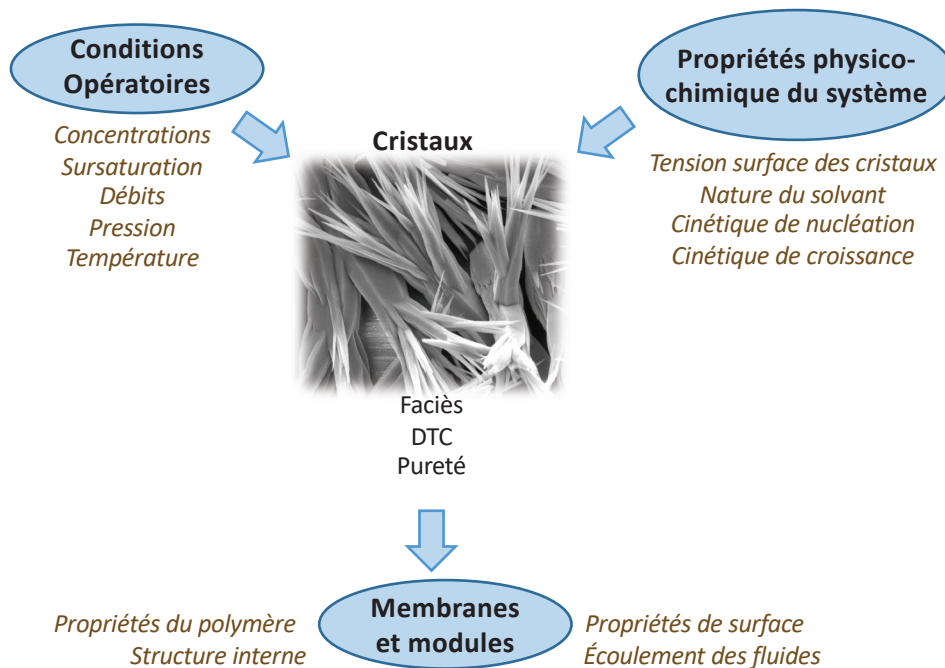 Conditions
Opératoires
Concentrations
Sursaturation
Débits
Pression
Température
Propriétés physico-
chimique du système
Tension surface des cristaux
Nature du solvant
Cinétique de nucléation
Cinétique de croissance
Cristaux
Faciès
DTC
Pureté
Membranes
et modules
Propriétés du polymère
Structure interne
Propriétés de surface
Écoulement des fluides